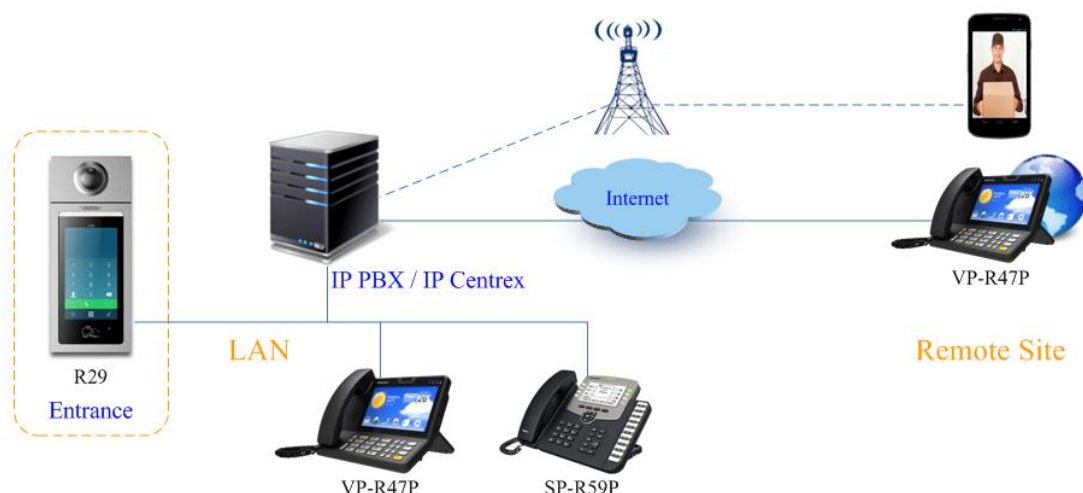 Internet
IP PBX / IP Centrex
VP-R47P
LAN
Remote Site
R29
Entrance
VP-R47P
SP-R59P